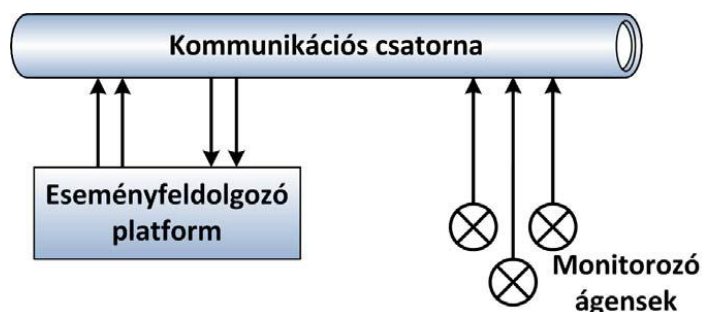 Kommunikációs csatorna
Eseményfeldolgozó
platform
Monitorozó
ágensek